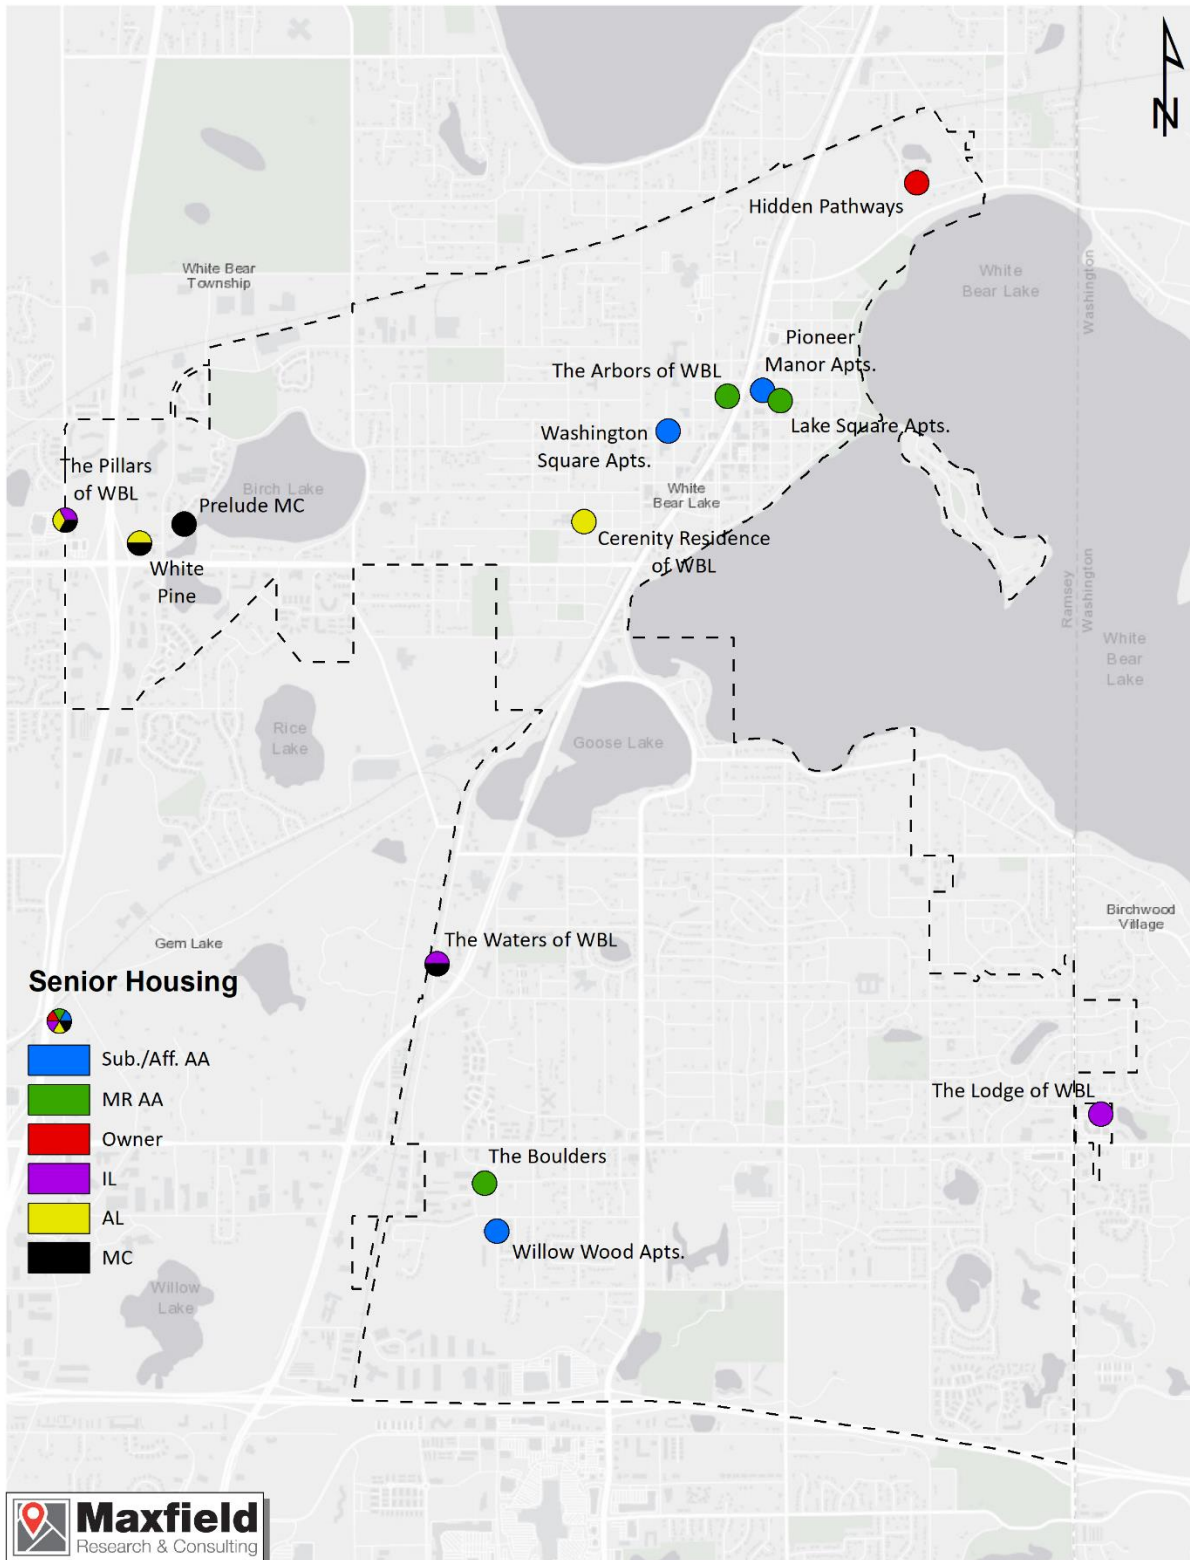 N
Hidden Pathways
White
Bear Lake
Washington
White Bear
Township
Pioneer
Manor Apts.
The Arbors of WBL
Lake Square Apts.
Washington
Square Apts.
The Pillars
of WBL
Birch Lake
Prelude MC
White
Bear Lake
Cerenity Residence
of WBL
White
Pine
Ramsey
Washington
White
Bear
Lake
Rice
Lake
Goose Lake
Birchwood
Village
Gem Lake
The Waters of WBL
Senior Housing
Sub./Aff. AA
MR AA
Owner
IL
AL
MC
The Lodge of WBL
The Boulders
Willow Wood Apts.
Willow
Lake
Maxfield
Research & Consulting